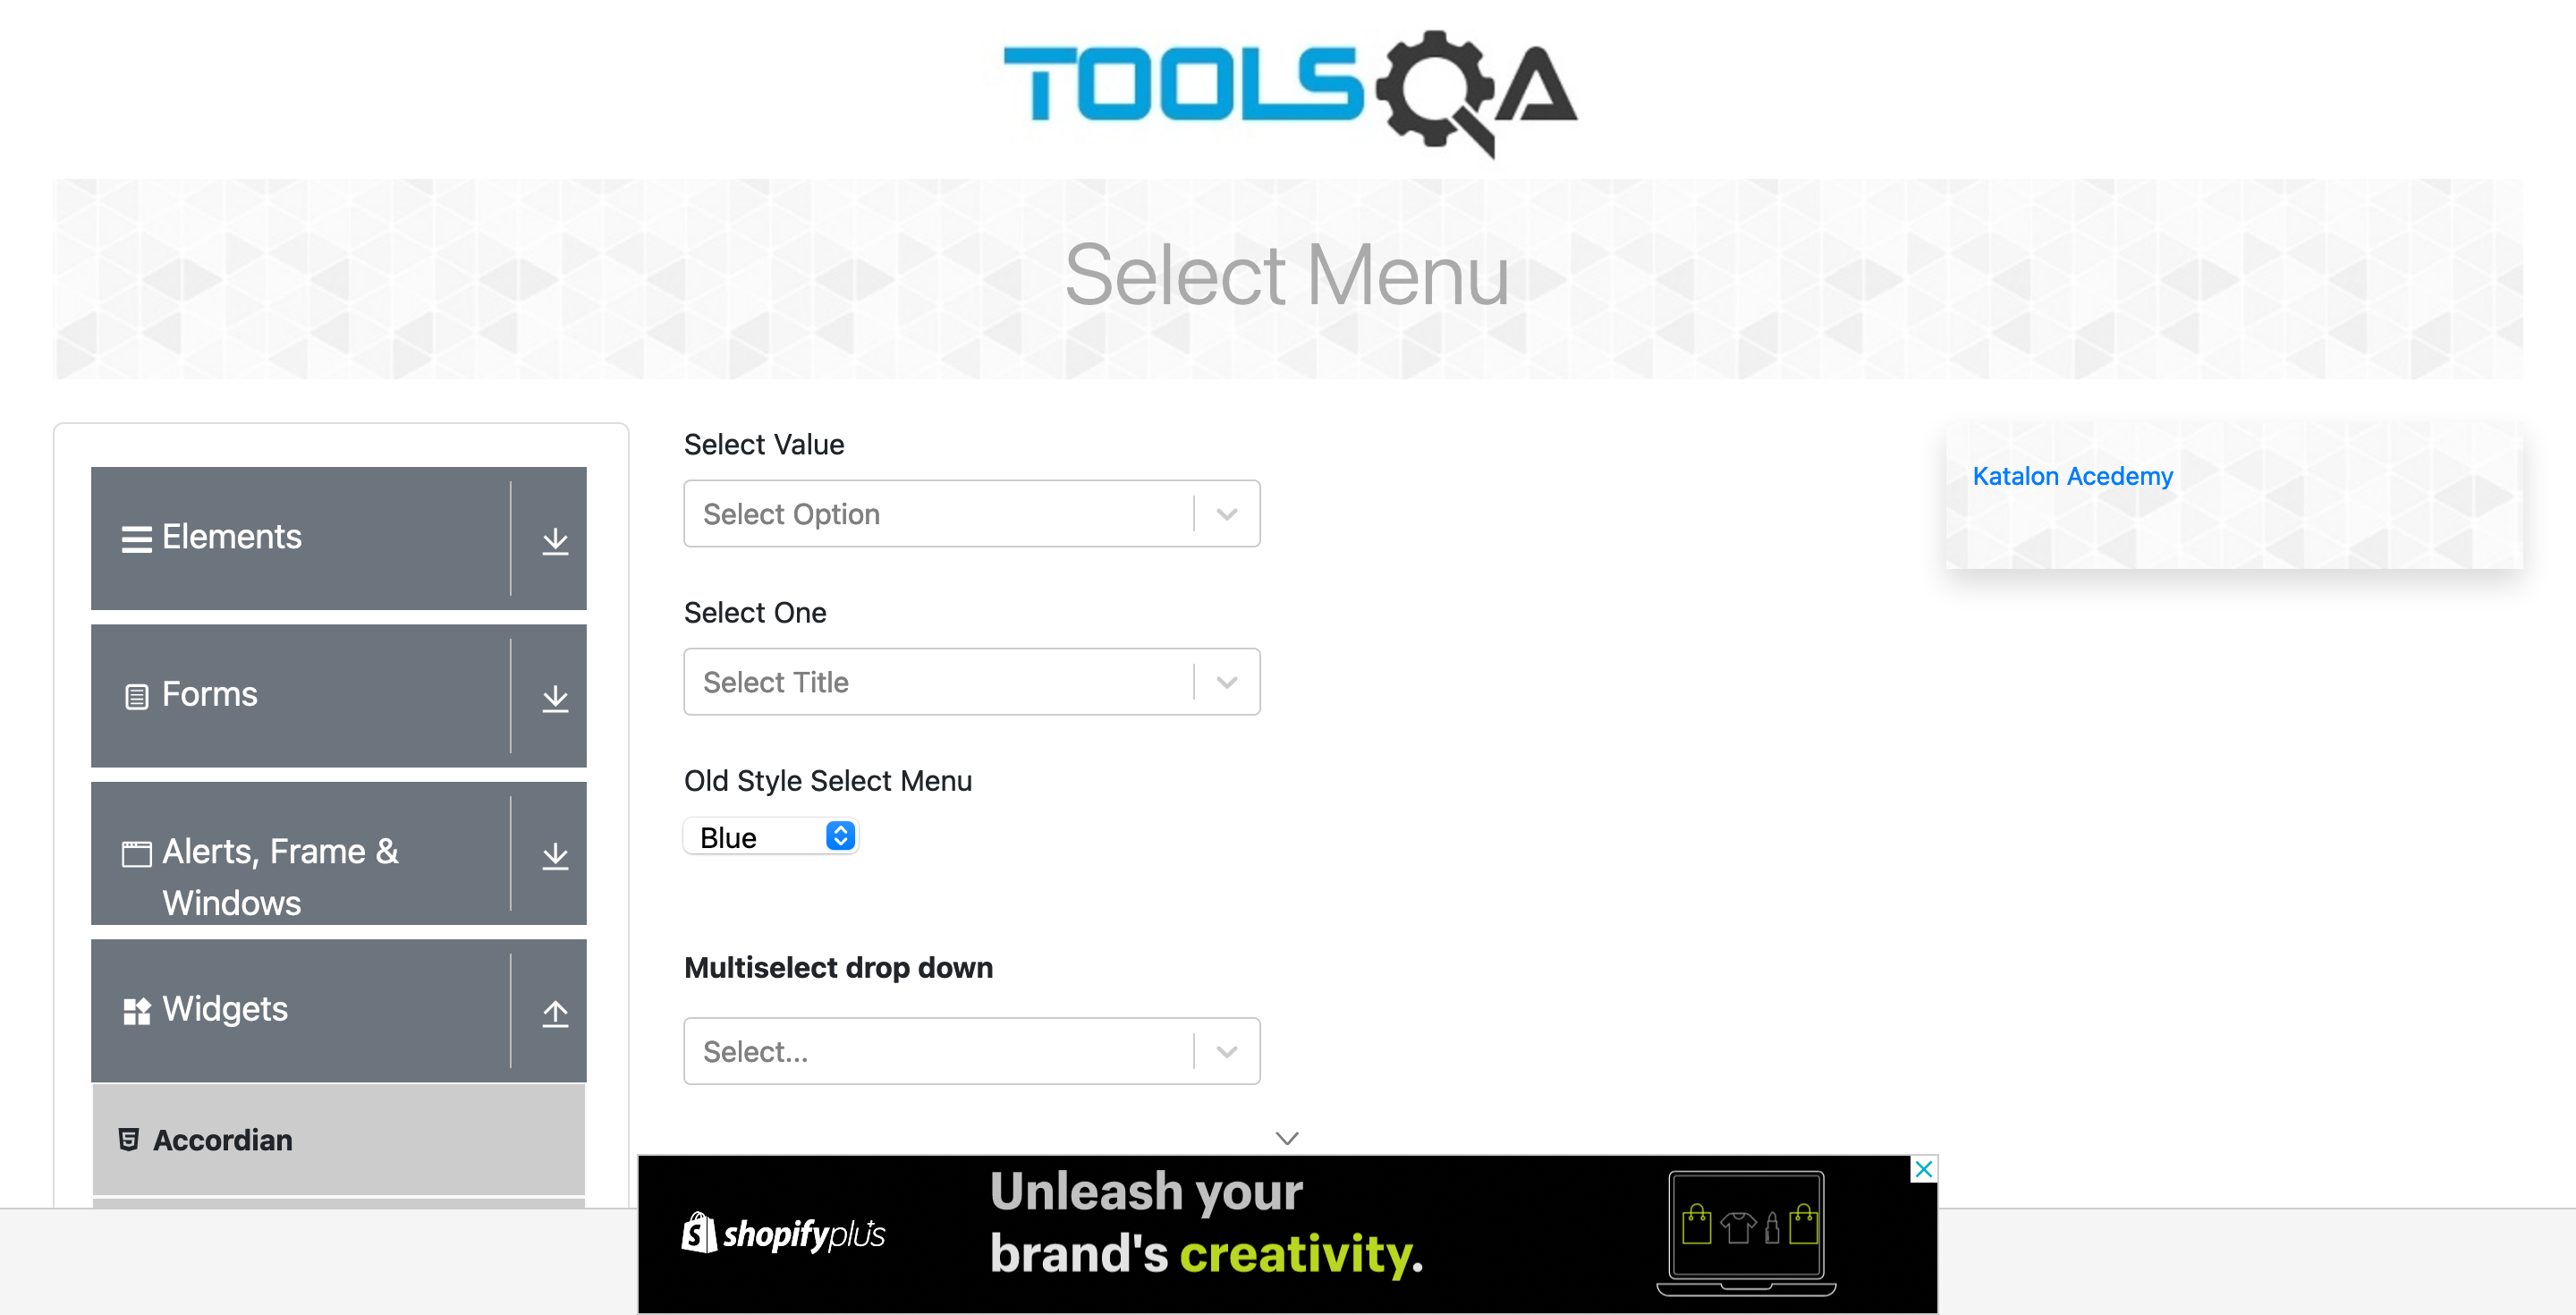 TOOLSQA
Select Menu
Elements
Forms
Alerts, Frame &
Windows
Widgets
Accordian
Select Value
Select Option
Select One
Select Title
Old Style Select Menu
Blue
Multiselect drop down
Select...
Katalon Acedemy
shopifyplus
Unleash your
brand's creativity.